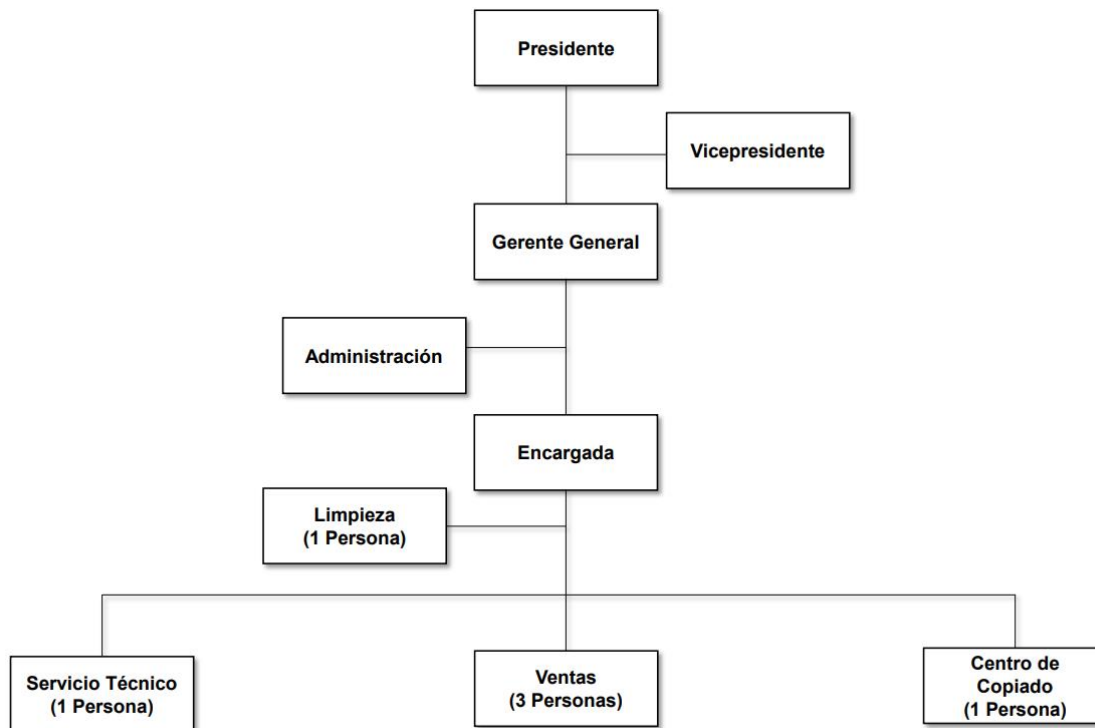 Presidente
Vicepresidente
Gerente General
Administración
Encargada
Limpieza
(1 Persona)
Servicio Técnico
(1 Persona)
Ventas
(3 Personas)
Centro de
Copiado
(1 Persona)